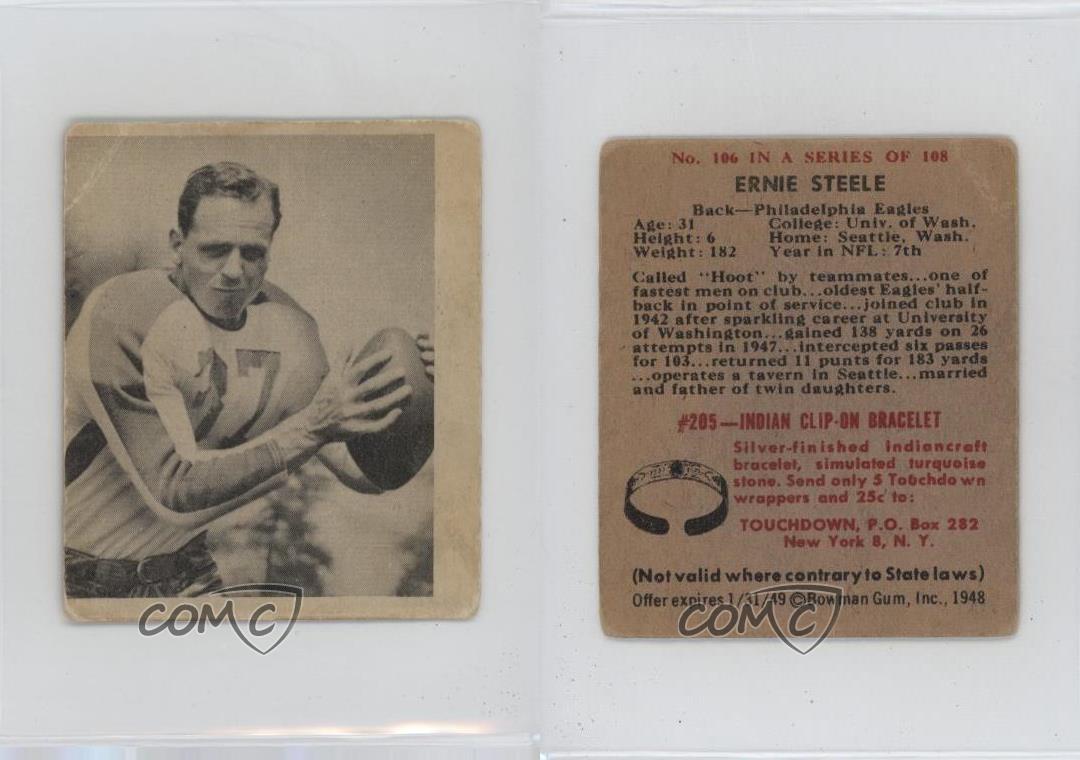 37
COMC
No. 106 IN A SERIES OF 108
ERNIE STEELE
Back—Philadelphia Eagles
Age: 31 College: Univ. of Wash.
Height: 6 Home: Seattle, Wash.
Weight: 182 Year in NFL: 7th
Called "Hoot" by teammates...one of
fastest men on club...oldest Eagles' half-
back in point of service...joined club in
1942 after sparkling career at University
of Washington...gained 138 yards on 26
attempts in 1947...intercepted six passes
for 103...returned 11 punts for 183 yards
...operates a tavern in Seattle...married
and father of twin daughters.
#205—INDIAN CLIP-ON BRACELET
Silver-finished indiancraft
bracelet, simulated turquoise
stone. Send only 5 Touchdown
wrappers and 25c to:
TOUCHDOWN, P.O. Box 282
New York 8, N. Y.
(Not valid where contrary to State laws)
Offer expires 1/31/49 ©Bowman Gum, Inc., 1948
COMC